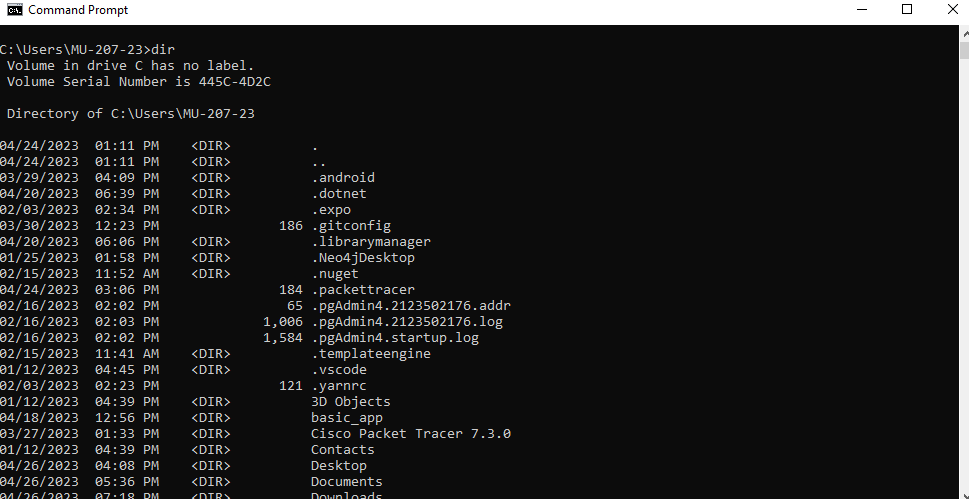 Command Prompt
C:\Users\MU-207-23>dir
Volume in drive C has no label.
Volume Serial Number is 445C-4D2C
Directory of C:\Users\MU-207-23
04/24/2023 01:11 PM <DIR> .
04/24/2023 01:11 PM <DIR> ..
03/29/2023 04:09 PM <DIR> .android
04/20/2023 06:39 PM <DIR> .dotnet
02/03/2023 02:34 PM <DIR> .expo
03/30/2023 12:23 PM 186 .gitconfig
04/20/2023 06:06 PM <DIR> .librarymanager
01/25/2023 01:58 PM <DIR> .Neo4jDesktop
02/15/2023 11:52 AM <DIR> .nuget
04/24/2023 03:06 PM 184 .packettracer
02/16/2023 02:02 PM 65 .pgAdmin4.2123502176.addr
02/16/2023 02:03 PM 1,006 .pgAdmin4.2123502176.log
02/16/2023 02:02 PM 1,584 .pgAdmin4.startup.log
02/15/2023 11:41 AM <DIR> .templateengine
01/12/2023 04:45 PM <DIR> .vscode
02/03/2023 02:23 PM 121 .yarnrc
01/12/2023 04:39 PM <DIR> 3D Objects
04/18/2023 12:56 PM <DIR> basic_app
03/27/2023 01:33 PM <DIR> Cisco Packet Tracer 7.3.0
01/12/2023 04:39 PM <DIR> Contacts
04/26/2023 04:08 PM <DIR> Desktop
04/26/2023 05:36 PM <DIR> Documents
04/26/2023 07:18 PM <DIR> Downloads